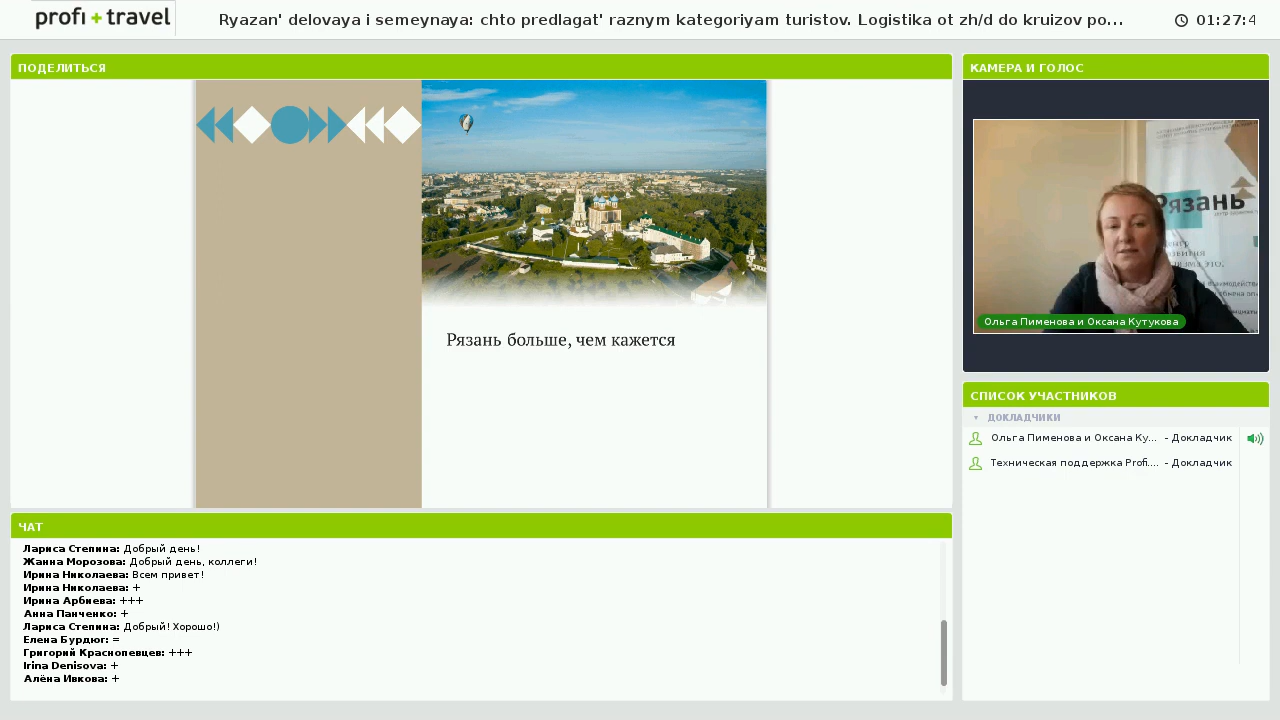 profi + travel
Ryazan' delovaya i semeynaya: chto predlagat' raznym kategoriyam turistov. Logistika ot zh/d do kruizov po...
01:27:4
ПОДЕЛИТЬСЯ
Рязань больше, чем кажется
КАМЕРА И ГОЛОС
Рязань
Ольга Пименова и Оксана Кутукова
СПИСОК УЧАСТНИКОВ
ДОКЛАДЧИКИ
Ольга Пименова и Оксана Ку... - Докладчик
Техническая поддержка Profi.... - Докладчик
ЧАТ
Лариса Степина: Добрый день!
Жанна Морозова: Добрый день, коллеги!
Ирина Николаева: Всем привет!
Ирина Николаева: +
Ирина Арбиева: +++
Анна Панченко: +
Лариса Степина: Добрый! Хорошо!)
Елена Бурдюг: =
Григорий Краснопевцев: +++
Irina Denisova: +
Алёна Ивкова: +